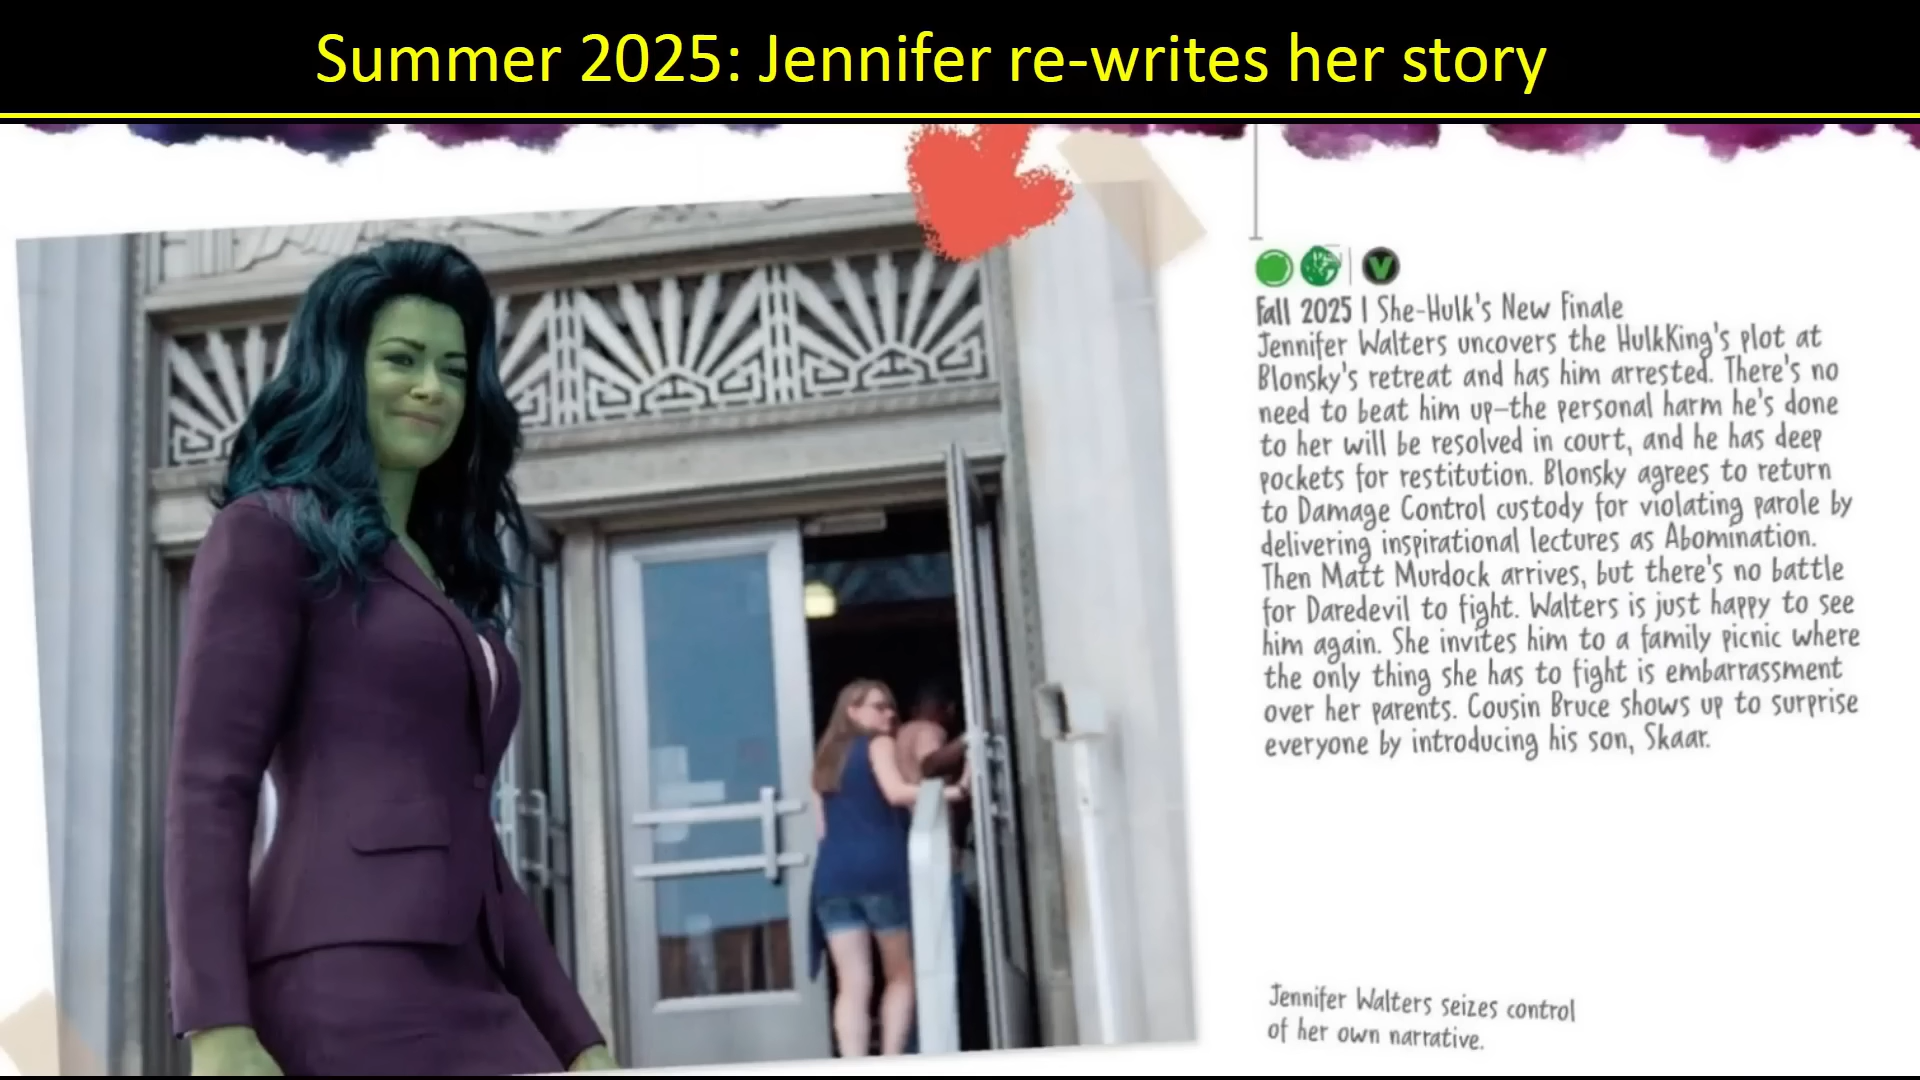 Summer 2025: Jennifer re-writes her story
V
Fall 2025 | She-Hulk's New Finale
Jennifer Walters uncovers the HulkKing's plot at
Blonsky's retreat and has him arrested. There's no
need to beat him up—the personal harm he's done
to her will be resolved in court, and he has deep
pockets for restitution. Blonsky agrees to return
to Damage Control custody for violating parole by
delivering inspirational lectures as Abomination.
Then Matt Murdock arrives, but there's no battle
for Daredevil to fight. Walters is just happy to see
him again. She invites him to a family picnic where
the only thing she has to fight is embarrassment
over her parents. Cousin Bruce shows up to surprise
everyone by introducing his son, Skaar.
Jennifer Walters seizes control
of her own narrative.